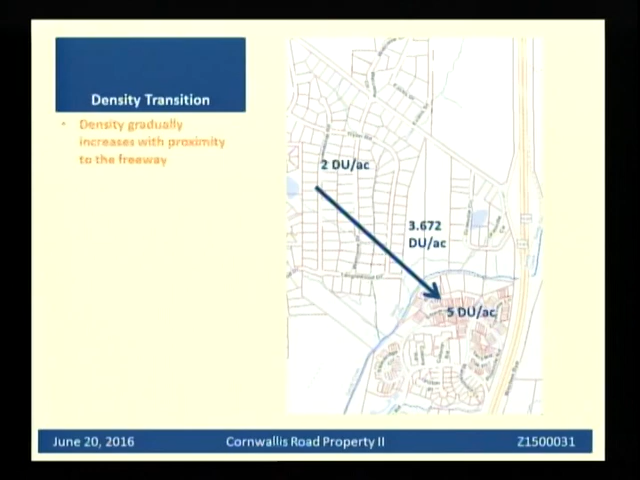 Density Transition
• Density gradually
increases with proximity
to the freeway
2 DU/ac
3.672
DU/ac
5 DU/ac
June 20, 2016
Cornwallis Road Property II
Z1500031